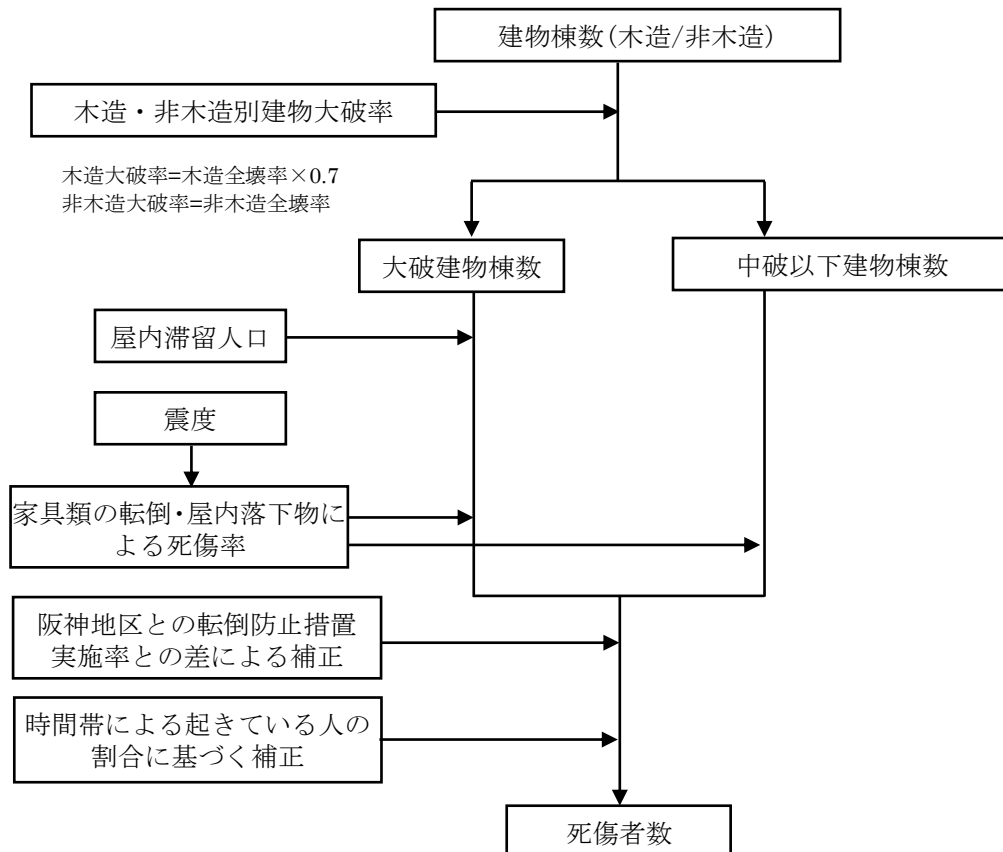 建物棟数(木造/非木造)
木造・非木造別建物大破率
木造大破率=木造全壊率×0.7
非木造大破率=非木造全壊率
大破建物棟数
中破以下建物棟数
屋内滞留人口
震度
家具類の転倒・屋内落下物に
よる死傷率
阪神地区との転倒防止措置
実施率との差による補正
時間帯による起きている人の
割合に基づく補正
死傷者数